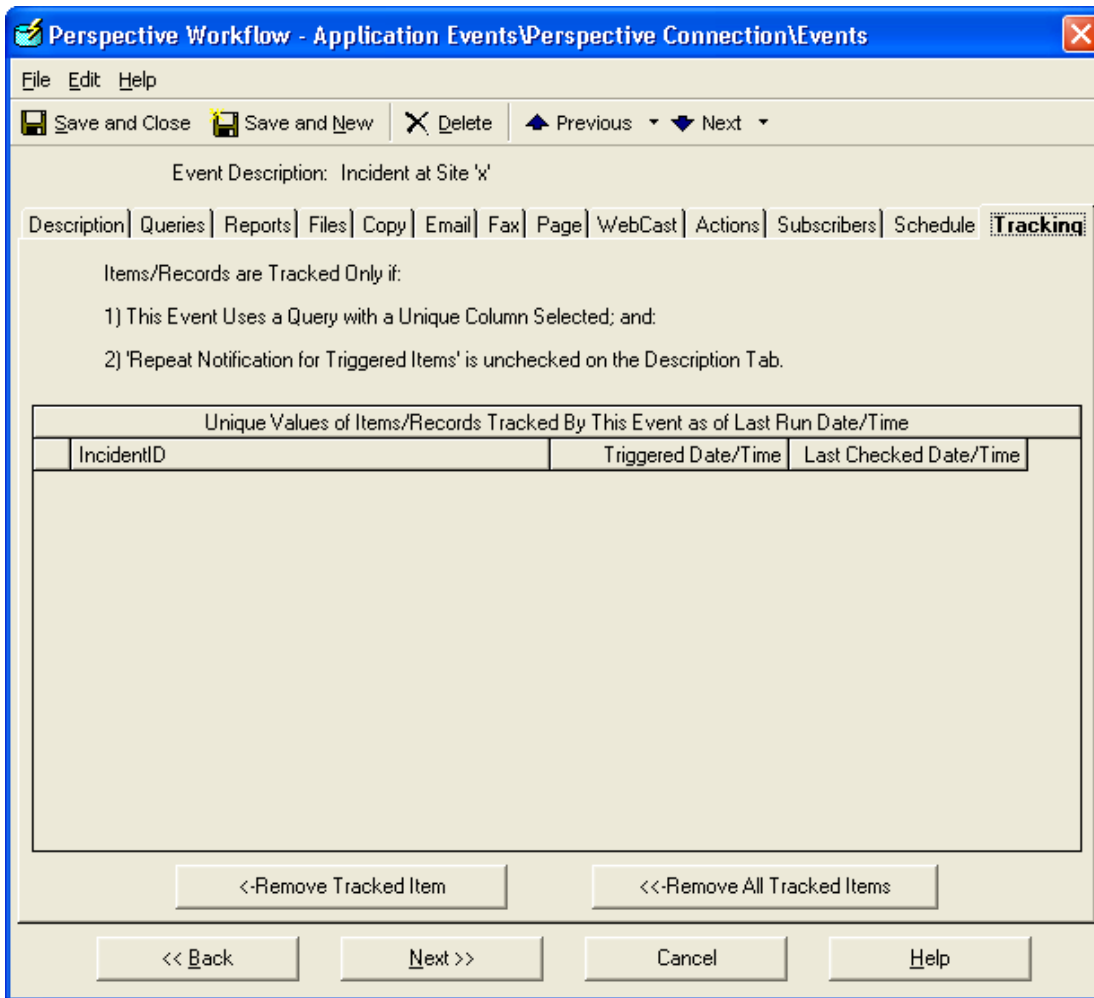 Perspective Workflow - Application Events\Perspective Connection\Events
File Edit Help
Save and Close Save and New Delete Previous Next
Event Description: Incident at Site 'x'
Description Queries Reports Files Copy Email Fax Page WebCast Actions Subscribers Schedule Tracking
Items/Records are Tracked Only if:
1) This Event Uses a Query with a Unique Column Selected; and:
2) 'Repeat Notification for Triggered Items' is unchecked on the Description Tab.
Unique Values of Items/Records Tracked By This Event as of Last Run Date/Time
IncidentID Triggered Date/Time Last Checked Date/Time
<-Remove Tracked Item <<-Remove All Tracked Items
<< Back Next >> Cancel Help